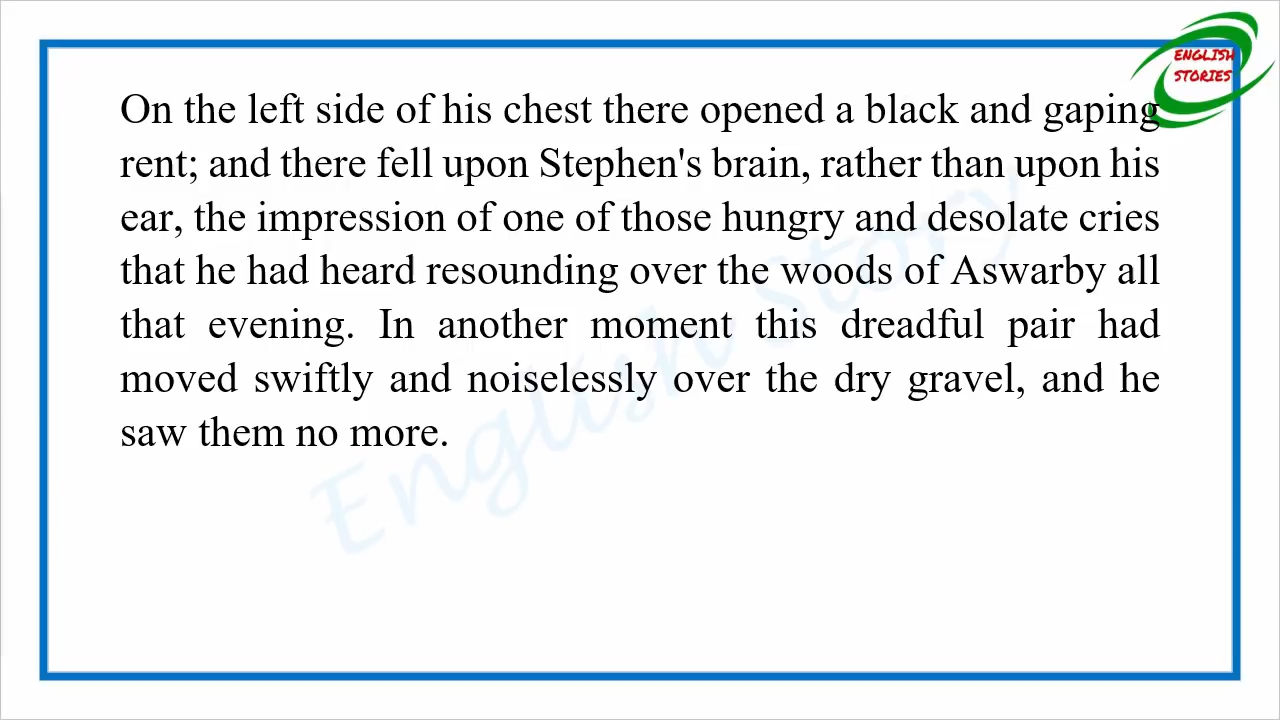 ENGLISH
STORIES
On the left side of his chest there opened a black and gaping
rent; and there fell upon Stephen's brain, rather than upon his
ear, the impression of one of those hungry and desolate cries
that he had heard resounding over the woods of Aswarby all
that evening. In another moment this dreadful pair had
moved swiftly and noiselessly over the dry gravel, and he
saw them no more.
English Story